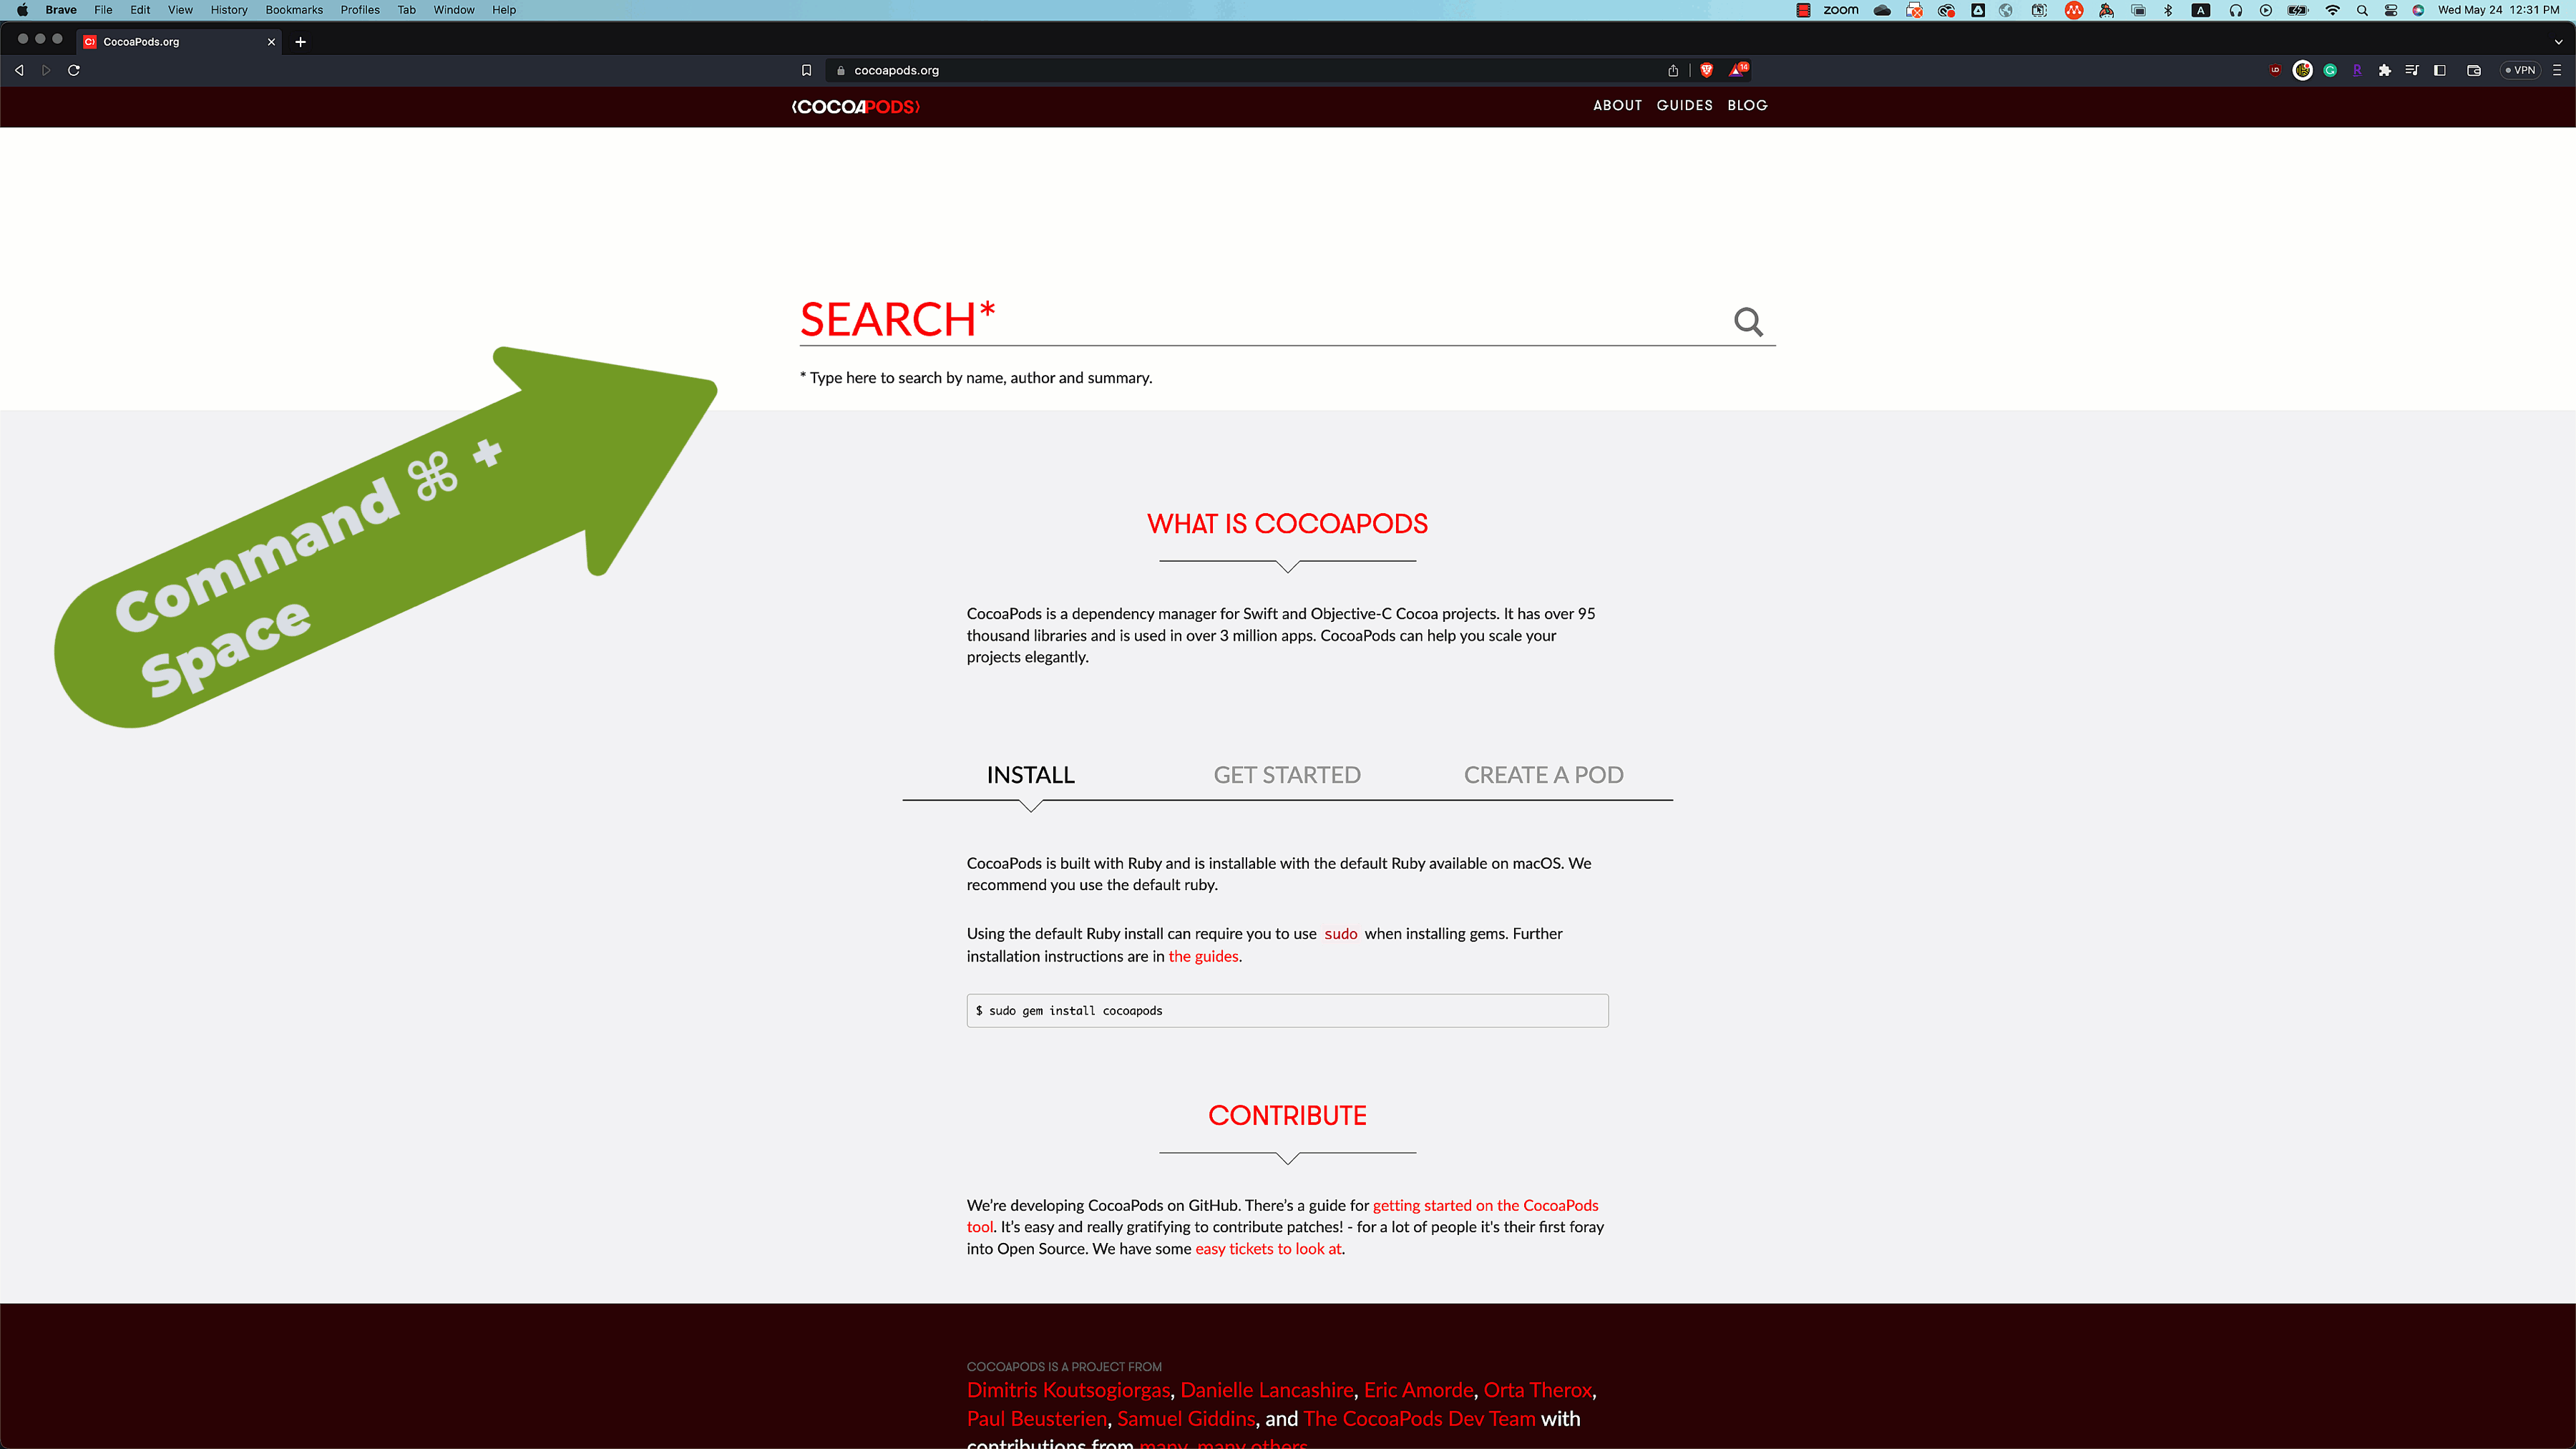 Brave File Edit View History Bookmarks Profiles Tab Window Help
zoom A Wed May 24 12:31 PM
CocoaPods.org
cocoapods.org
14
VPN
COCOAPODS
ABOUT GUIDES BLOG
SEARCH*
* Type here to search by name, author and summary.
Command ⌘ +
Space
WHAT IS COCOAPODS
CocoaPods is a dependency manager for Swift and Objective-C Cocoa projects. It has over 95
thousand libraries and is used in over 3 million apps. CocoaPods can help you scale your
projects elegantly.
INSTALL GET STARTED CREATE A POD
CocoaPods is built with Ruby and is installable with the default Ruby available on macOS. We
recommend you use the default ruby.
Using the default Ruby install can require you to use sudo when installing gems. Further
installation instructions are in the guides.
$ sudo gem install cocoapods
CONTRIBUTE
We're developing CocoaPods on GitHub. There's a guide for getting started on the CocoaPods
tool. It's easy and really gratifying to contribute patches! - for a lot of people it's their first foray
into Open Source. We have some easy tickets to look at.
COCOAPODS IS A PROJECT FROM
Dimitris Koutsogiorgas, Danielle Lancashire, Eric Amorde, Orta Therox,
Paul Beusterien, Samuel Giddins, and The CocoaPods Dev Team with
contributions from many, many others.